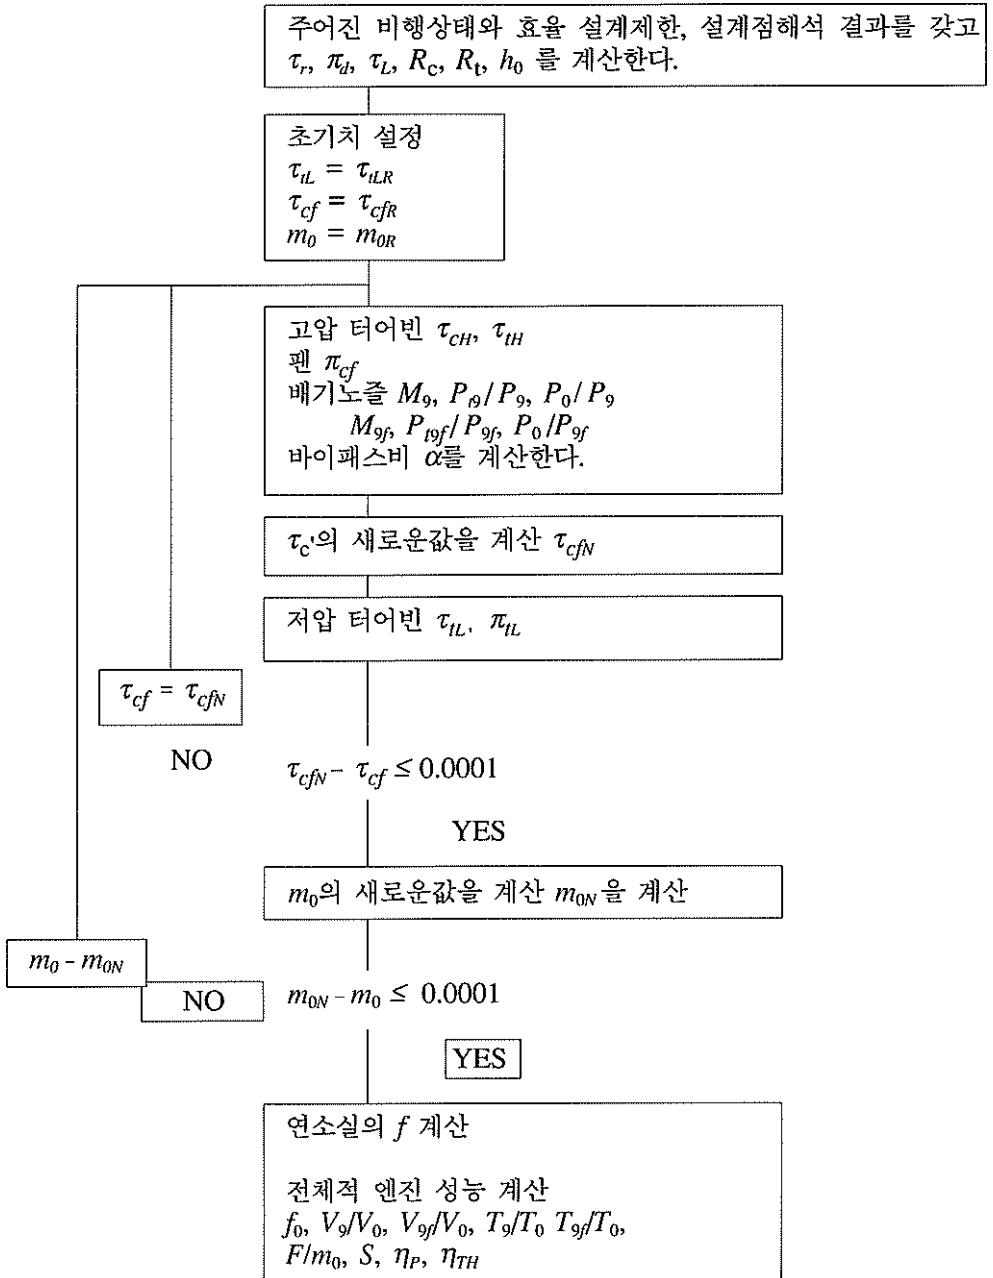 주어진 비행상태와 효율 설계제한, 설계점해석 결과를 갖고
τr, πd, τL, Rc, Rt, h0 를 계산한다.
초기치 설정
τtL = τtLR
τcf = τcfR
m0 = m0R
고압 터어빈 τcH, τtH
팬 πcf
배기노즐 M9, Pt9/P9, P0/P9
M9f, Pt9f/P9f, P0/P9f
바이패스비 α를 계산한다.
τc'의 새로운값을 계산 τcfN
저압 터어빈 τtL, πtL
τcf = τcfN
NO
τcfN - τcf ≤ 0.0001
YES
m0의 새로운값을 계산 m0N을 계산
m0 - m0N
NO
m0N - m0 ≤ 0.0001
YES
연소실의 f 계산
전체적 엔진 성능 계산
f0, V9/V0, V9f/V0, T9/T0 T9f/T0,
F/m0, S, ηP, ηTH